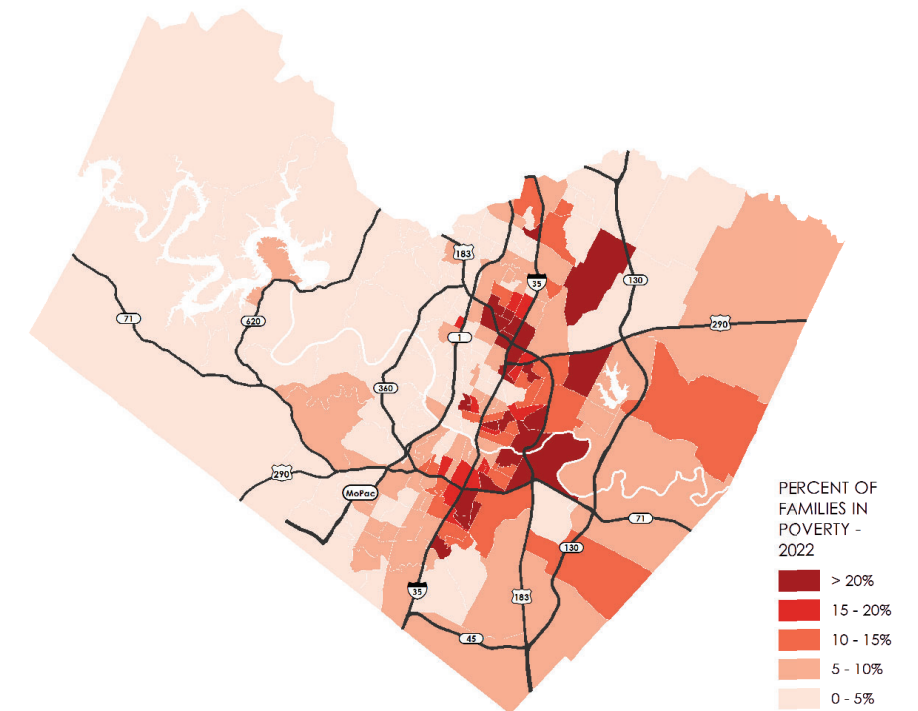 183
35
130
71
620
1
290
360
290
MoPac
71
130
35
183
45
PERCENT OF
FAMILIES IN
POVERTY -
2022
> 20%
15 - 20%
10 - 15%
5 - 10%
0 - 5%